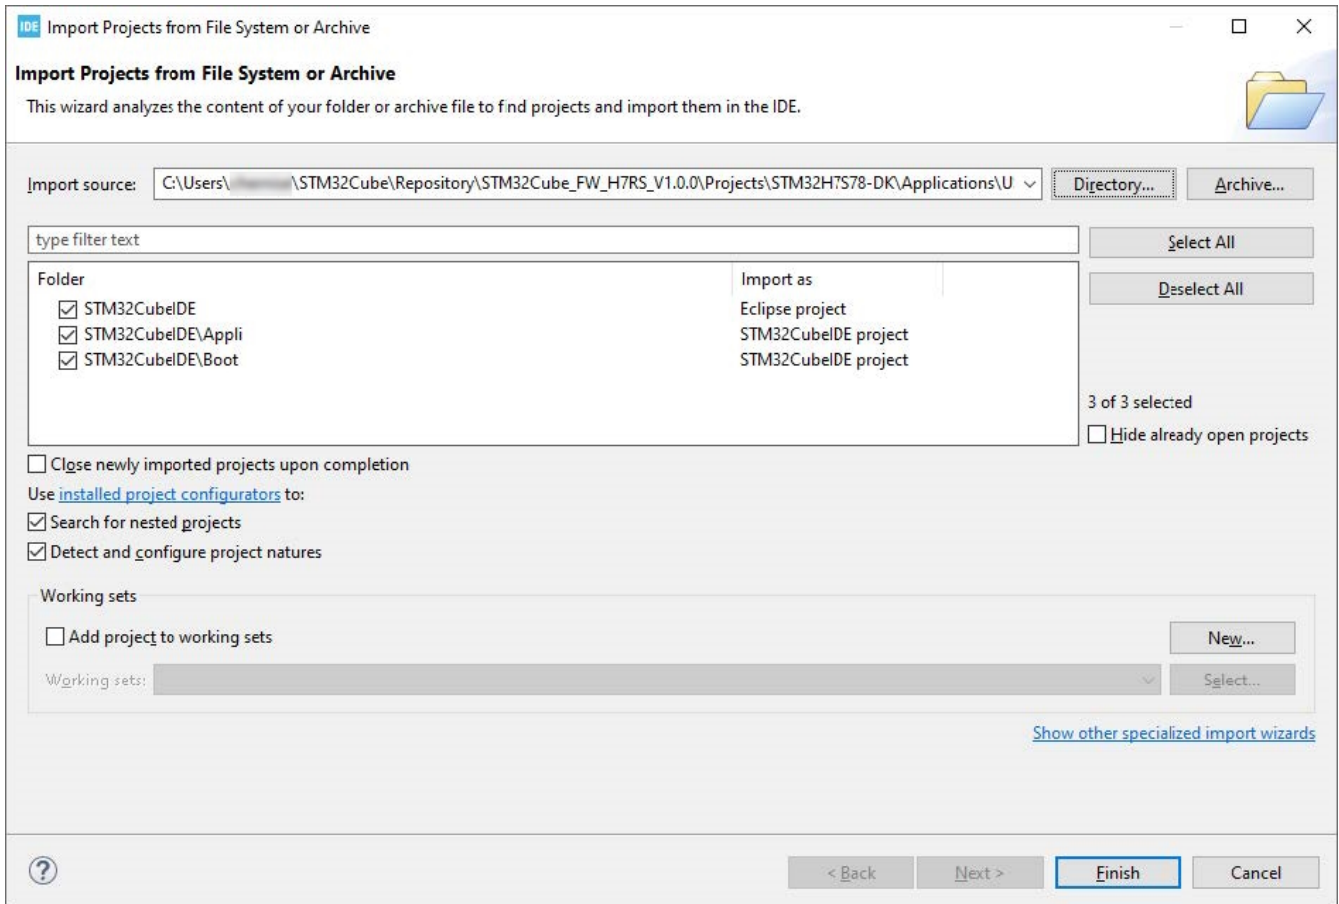 IDE Import Projects from File System or Archive
Import Projects from File System or Archive
This wizard analyzes the content of your folder or archive file to find projects and import them in the IDE.
Import source: C:\Users\ \STM32Cube\Repository\STM32Cube_FW_H7RS_V1.0.0\Projects\STM32H7S78-DK\Applications\U Directory... Archive...
type filter text Select All
Folder Import as Deselect All
STM32CubeIDE Eclipse project
STM32CubeIDE\Appli STM32CubeIDE project
STM32CubeIDE\Boot STM32CubeIDE project
3 of 3 selected
Hide already open projects
Close newly imported projects upon completion
Use installed project configurators to:
Search for nested projects
Detect and configure project natures
Working sets
Add project to working sets New...
Working sets: Select...
Show other specialized import wizards
? < Back Next > Finish Cancel